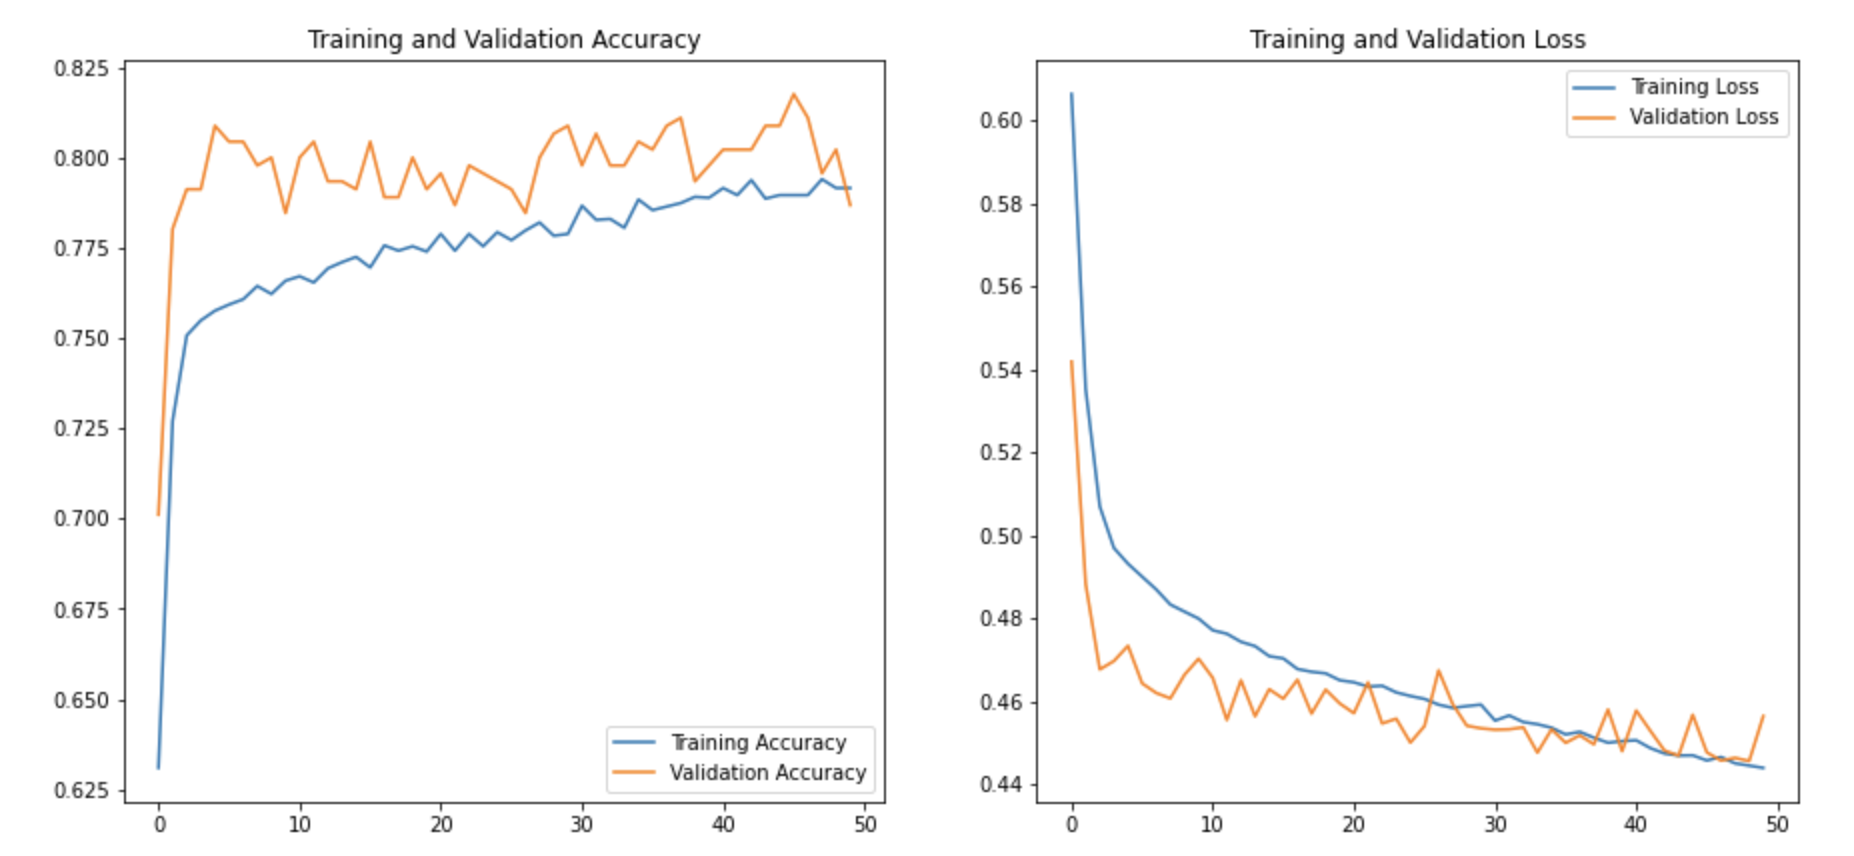 Training and Validation Accuracy
0.825
0.800
0.775
0.750
0.725
0.700
0.675
0.650
0.625
Training Accuracy
Validation Accuracy
0 10 20 30 40 50
Training and Validation Loss
Training Loss
Validation Loss
0.60
0.58
0.56
0.54
0.52
0.50
0.48
0.46
0.44
0 10 20 30 40 50